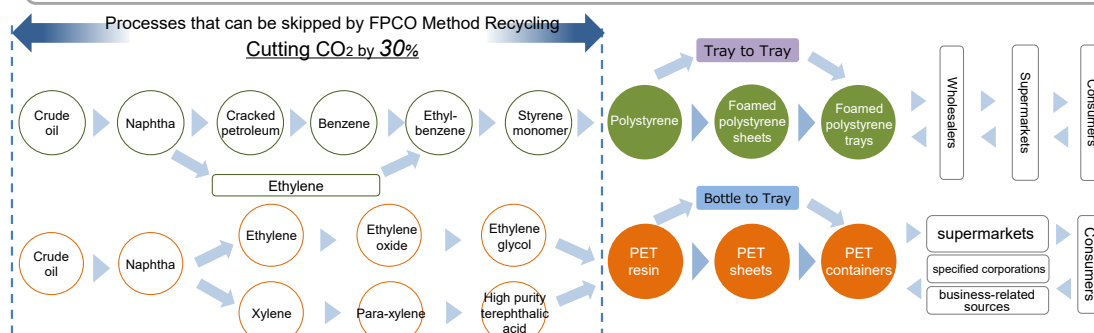 Processes that can be skipped by FPCO Method Recycling
Cutting CO2 by 30%
Tray to Tray
Crude
oil
Naphtha
Cracked
petroleum
Benzene
Ethyl-
benzene
Styrene
monomer
Polystyrene
Foamed
polystyrene
sheets
Foamed
polystyrene
trays
Wholesalers
Supermarkets
Consumers
Ethylene
Bottle to Tray
Crude
oil
Naphtha
Ethylene
Ethylene
oxide
Ethylene
glycol
Xylene
Para-xylene
High purity
terephthalic
acid
PET
resin
PET
sheets
PET
containers
supermarkets
specified corporations
business-related
sources
Consumers